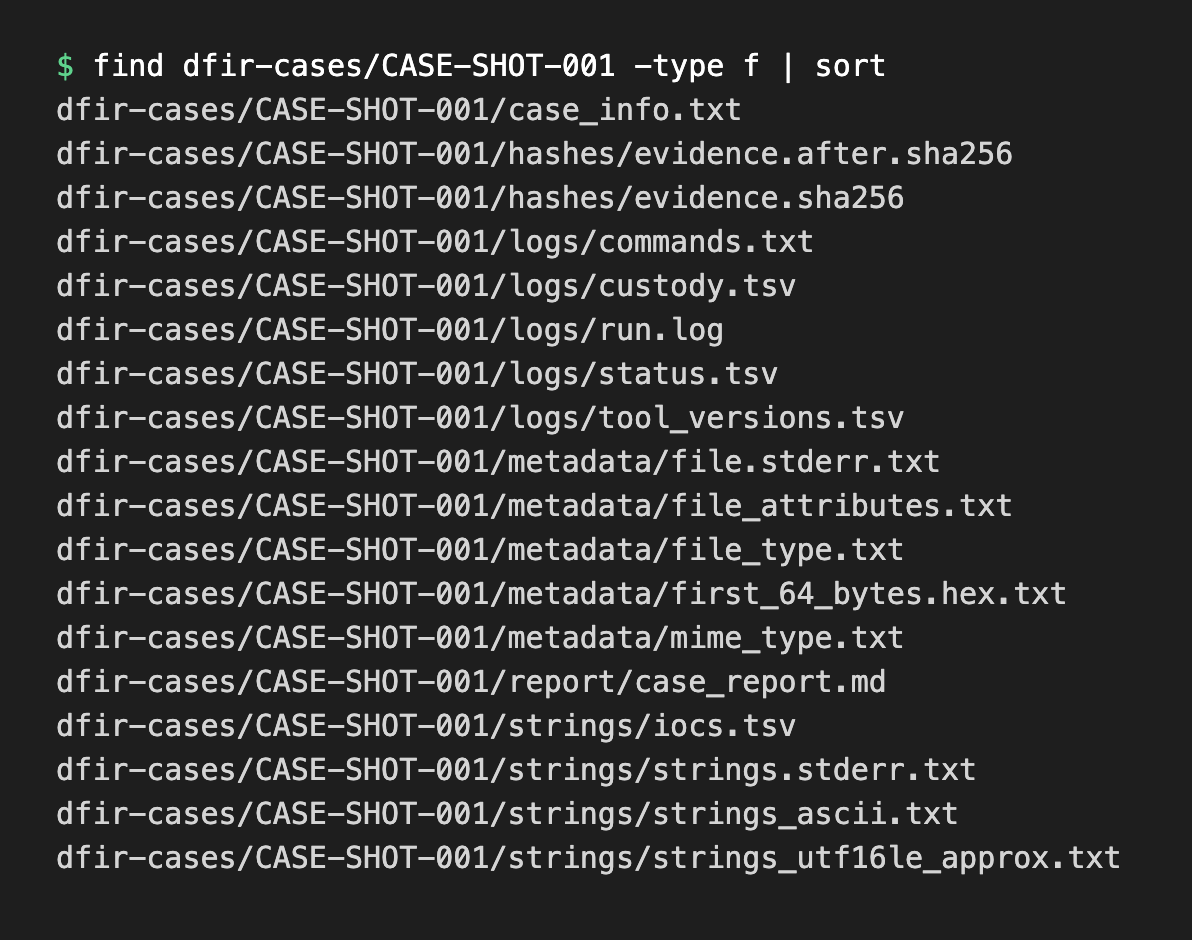 $ find dfir-cases/CASE-SHOT-001 -type f | sort
dfir-cases/CASE-SHOT-001/case_info.txt
dfir-cases/CASE-SHOT-001/hashes/evidence.after.sha256
dfir-cases/CASE-SHOT-001/hashes/evidence.sha256
dfir-cases/CASE-SHOT-001/logs/commands.txt
dfir-cases/CASE-SHOT-001/logs/custody.tsv
dfir-cases/CASE-SHOT-001/logs/run.log
dfir-cases/CASE-SHOT-001/logs/status.tsv
dfir-cases/CASE-SHOT-001/logs/tool_versions.tsv
dfir-cases/CASE-SHOT-001/metadata/file.stderr.txt
dfir-cases/CASE-SHOT-001/metadata/file_attributes.txt
dfir-cases/CASE-SHOT-001/metadata/file_type.txt
dfir-cases/CASE-SHOT-001/metadata/first_64_bytes.hex.txt
dfir-cases/CASE-SHOT-001/metadata/mime_type.txt
dfir-cases/CASE-SHOT-001/report/case_report.md
dfir-cases/CASE-SHOT-001/strings/iocs.tsv
dfir-cases/CASE-SHOT-001/strings/strings.stderr.txt
dfir-cases/CASE-SHOT-001/strings/strings_ascii.txt
dfir-cases/CASE-SHOT-001/strings/strings_utf16le_approx.txt